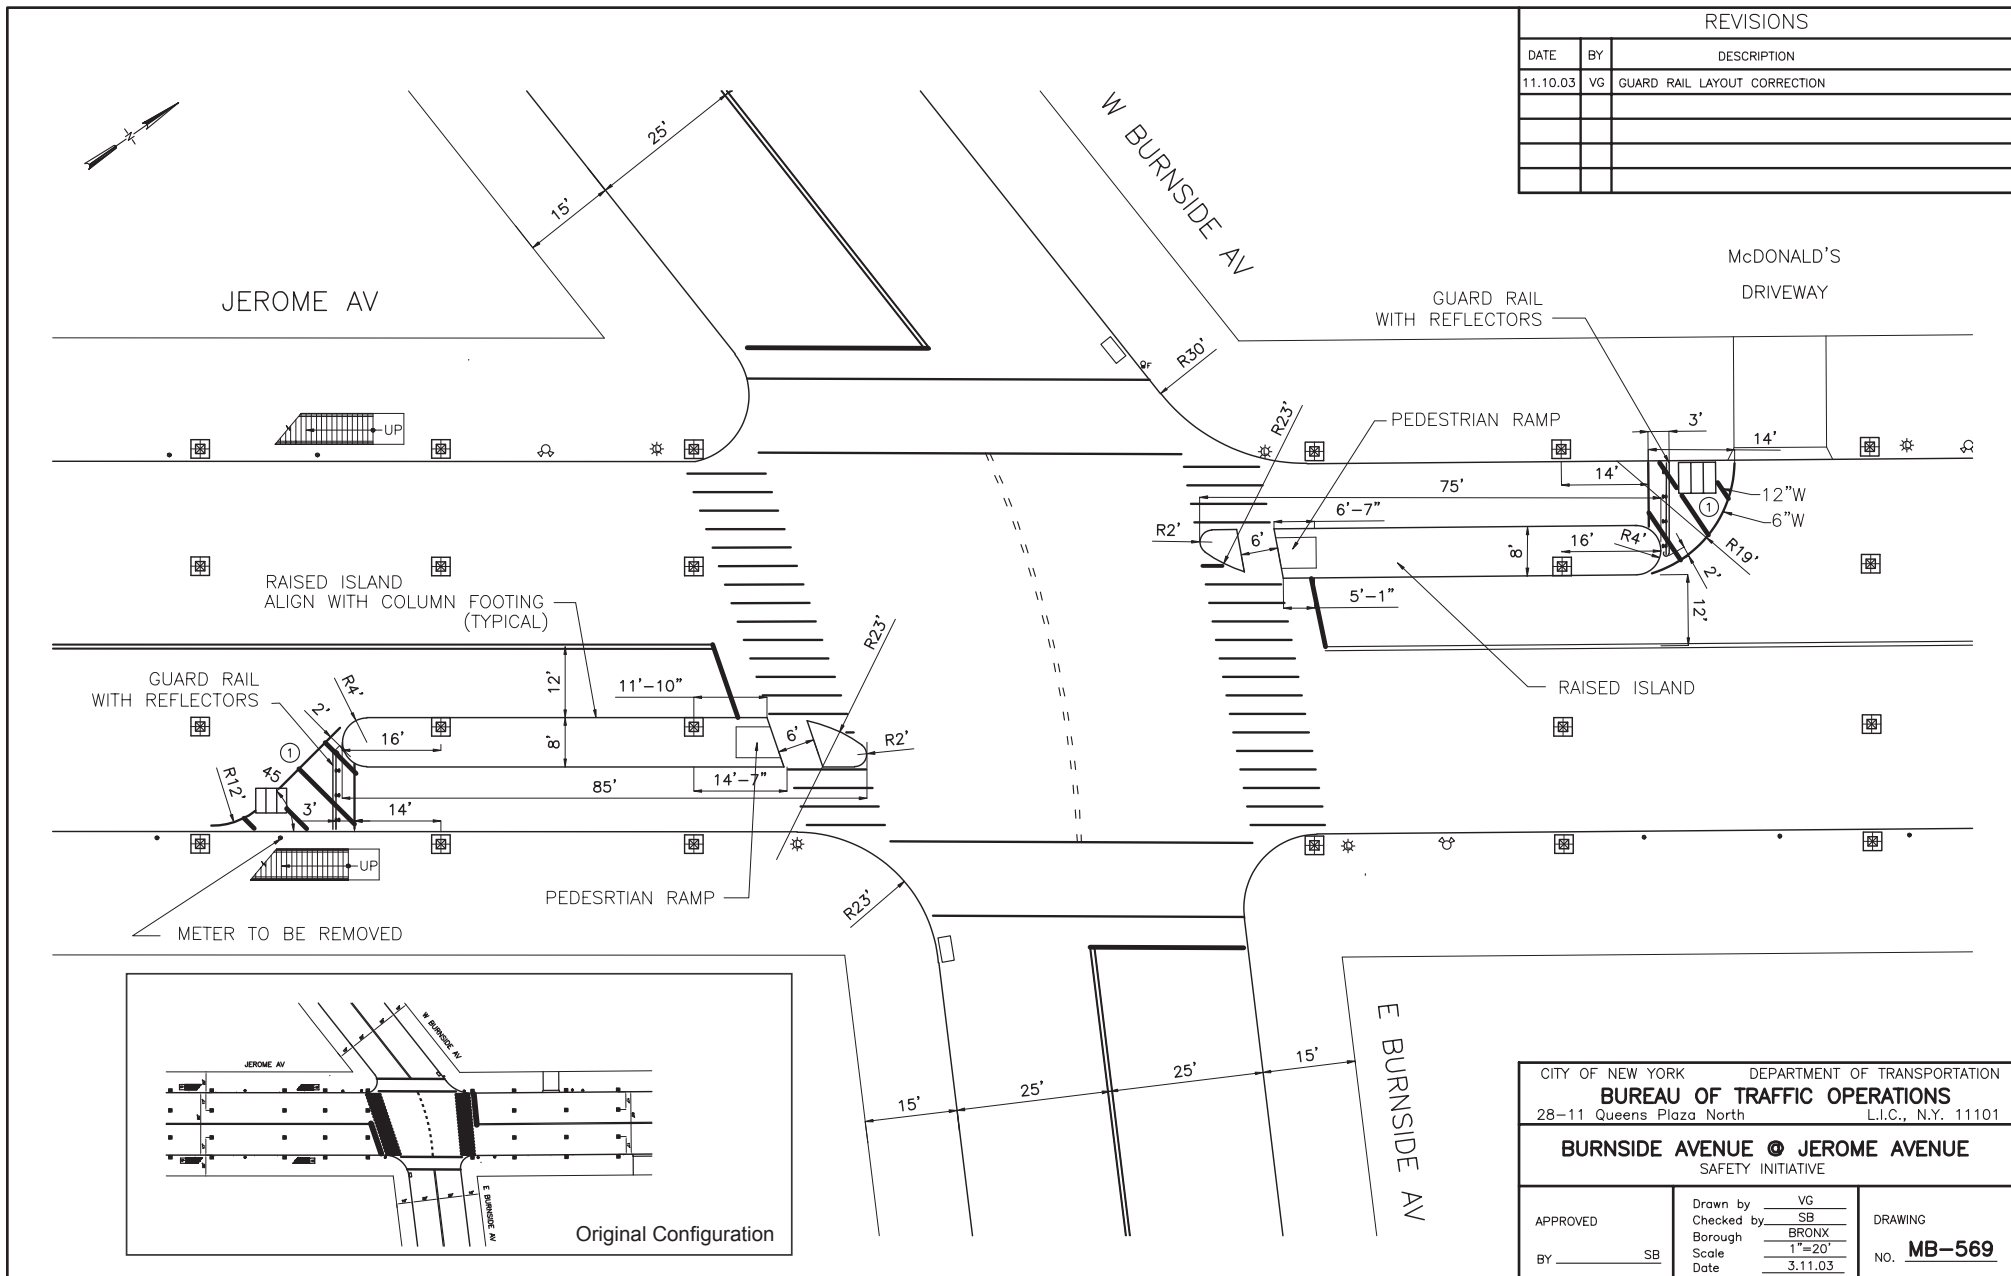 REVISIONS
DATE BY DESCRIPTION
11.10.03 VG GUARD RAIL LAYOUT CORRECTION
N
25'
15'
W BURNSIDE AV
McDONALD'S
DRIVEWAY
JEROME AV
GUARD RAIL
WITH REFLECTORS
R30'
F
R23'
PEDESTRIAN RAMP
3'
14'
UP
14'
75'
12"W
6"W
1
6'-7"
R2'
6'
16'
R4'
R19'
8'
2'
5'-1"
12'
RAISED ISLAND
ALIGN WITH COLUMN FOOTING
(TYPICAL)
R23'
GUARD RAIL
WITH REFLECTORS
R4'
12'
11'-10"
RAISED ISLAND
2'
1
16'
8'
6'
R2'
45
R12'
85'
14'-7"
3'
14'
UP
PEDESRTIAN RAMP
R23'
METER TO BE REMOVED
E BURNSIDE AV
15'
25'
25'
15'
W BURNSIDE AV
JEROME AV
E BURNSIDE AV
Original Configuration
CITY OF NEW YORK DEPARTMENT OF TRANSPORTATION
BUREAU OF TRAFFIC OPERATIONS
28-11 Queens Plaza North L.I.C., N.Y. 11101
BURNSIDE AVENUE @ JEROME AVENUE
SAFETY INITIATIVE
APPROVED
BY SB
Drawn by VG
Checked by SB
Borough BRONX
Scale 1"=20'
Date 3.11.03
DRAWING
NO. MB-569